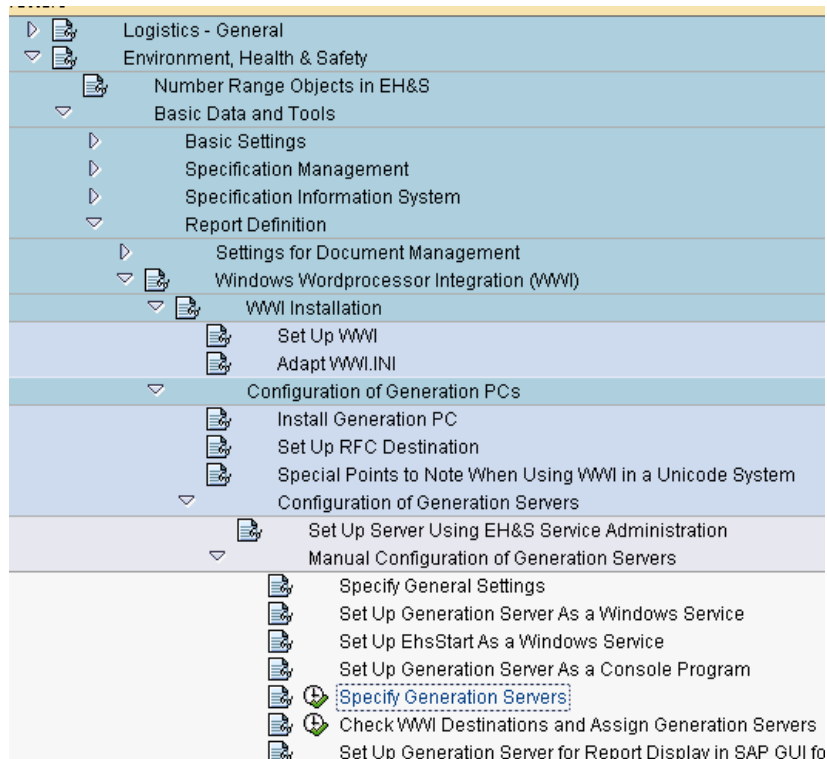 Logistics - General
Environment, Health & Safety
Number Range Objects in EH&S
Basic Data and Tools
Basic Settings
Specification Management
Specification Information System
Report Definition
Settings for Document Management
Windows Wordprocessor Integration (WWI)
WWI Installation
Set Up WWI
Adapt WWI.INI
Configuration of Generation PCs
Install Generation PC
Set Up RFC Destination
Special Points to Note When Using WWI in a Unicode System
Configuration of Generation Servers
Set Up Server Using EH&S Service Administration
Manual Configuration of Generation Servers
Specify General Settings
Set Up Generation Server As a Windows Service
Set Up EhsStart As a Windows Service
Set Up Generation Server As a Console Program
Specify Generation Servers
Check WWI Destinations and Assign Generation Servers
Set Up Generation Server for Report Display in SAP GUI fo